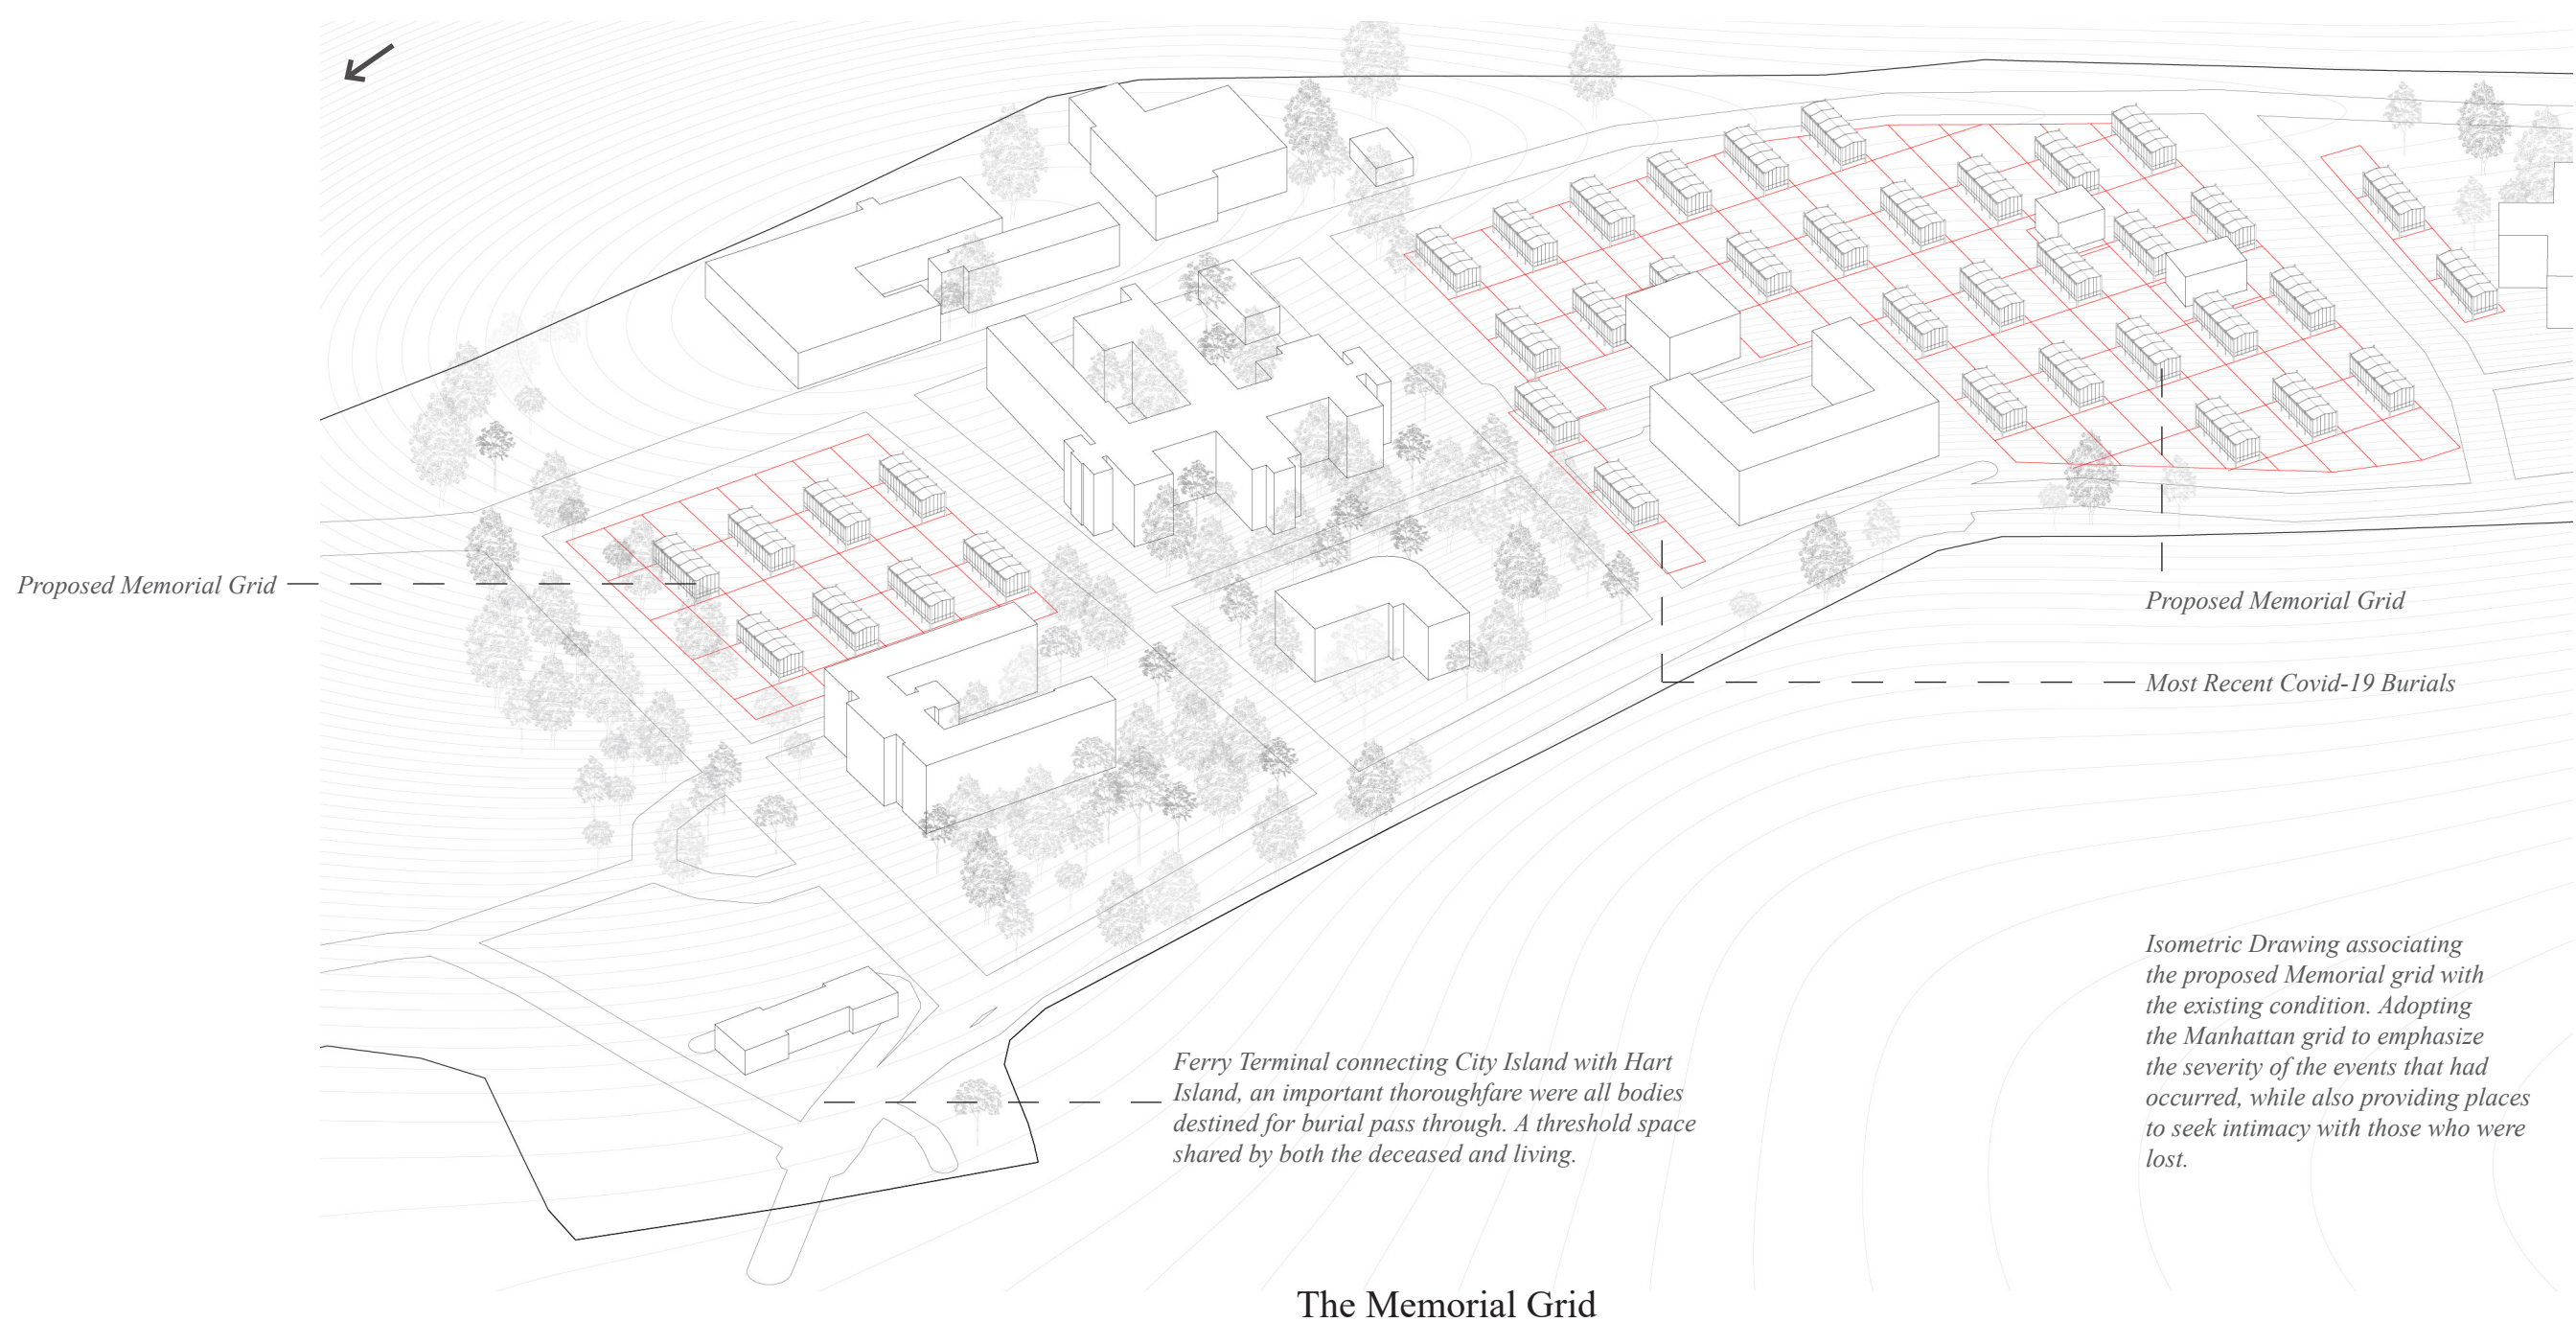 Proposed Memorial Grid
Proposed Memorial Grid
Most Recent Covid-19 Burials
Isometric Drawing associating
the proposed Memorial grid with
the existing condition. Adopting
the Manhattan grid to emphasize
the severity of the events that had
occurred, while also providing places
to seek intimacy with those who were
lost.
Ferry Terminal connecting City Island with Hart
Island, an important thoroughfare were all bodies
destined for burial pass through. A threshold space
shared by both the deceased and living.
The Memorial Grid